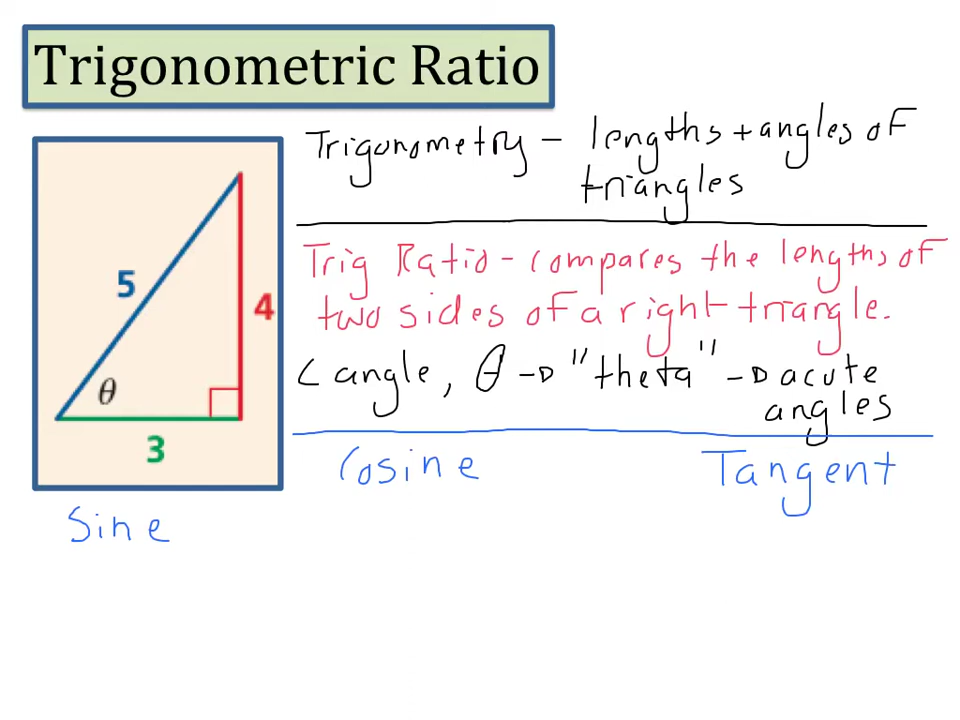 Trigonometric Ratio
Trigonometry - lengths + angles of
triangles
5
4
θ
3
Trig Ratio - compares the lengths of
two sides of a right triangle.
< angle, θ → "theta" → acute
angles
Cosine
Tangent
Sine